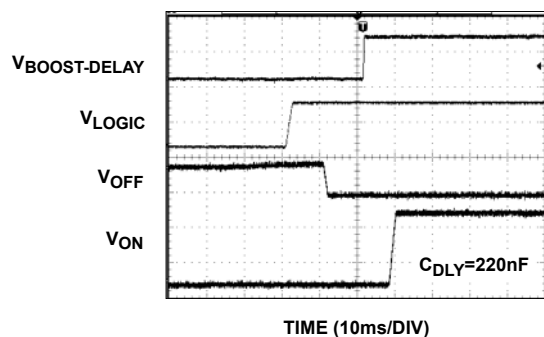 T
VBOOST-DELAY
VLOGIC
VOFF
VON
CDLY=220nF
TIME (10ms/DIV)